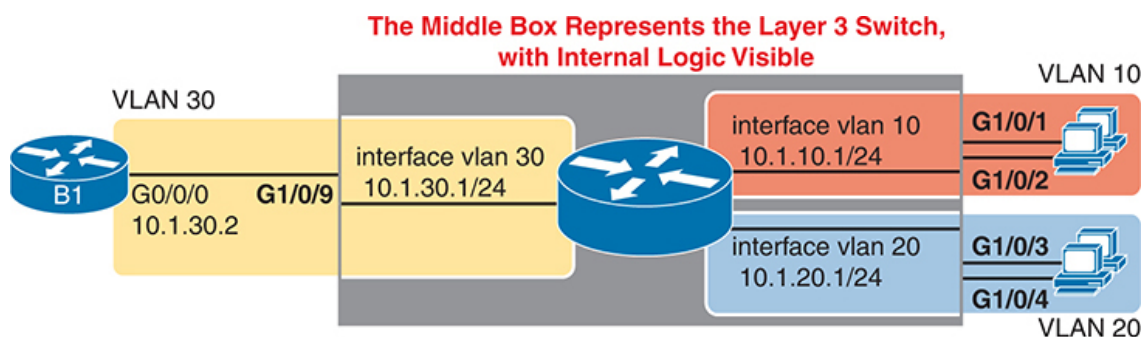 The Middle Box Represents the Layer 3 Switch,
with Internal Logic Visible
VLAN 30
B1
G0/0/0
10.1.30.2
G1/0/9
interface vlan 30
10.1.30.1/24
VLAN 10
interface vlan 10
10.1.10.1/24
G1/0/1
G1/0/2
interface vlan 20
10.1.20.1/24
G1/0/3
G1/0/4
VLAN 20